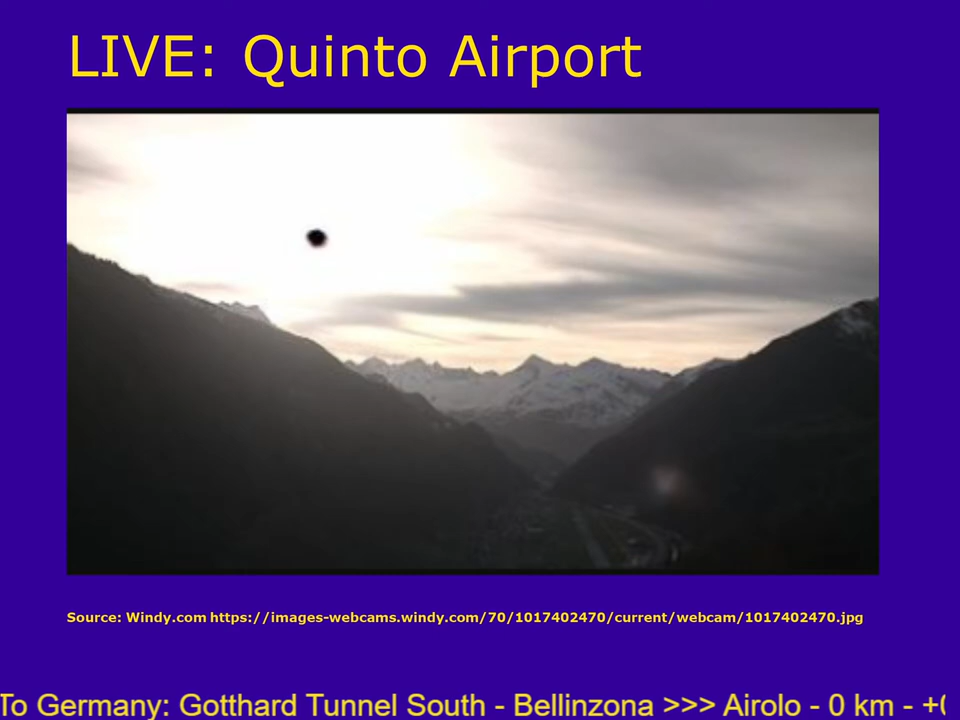 LIVE: Quinto Airport
Source: Windy.com https://images-webcams.windy.com/70/1017402470/current/webcam/1017402470.jpg
To Germany: Gotthard Tunnel South - Bellinzona >>> Airolo - 0 km -